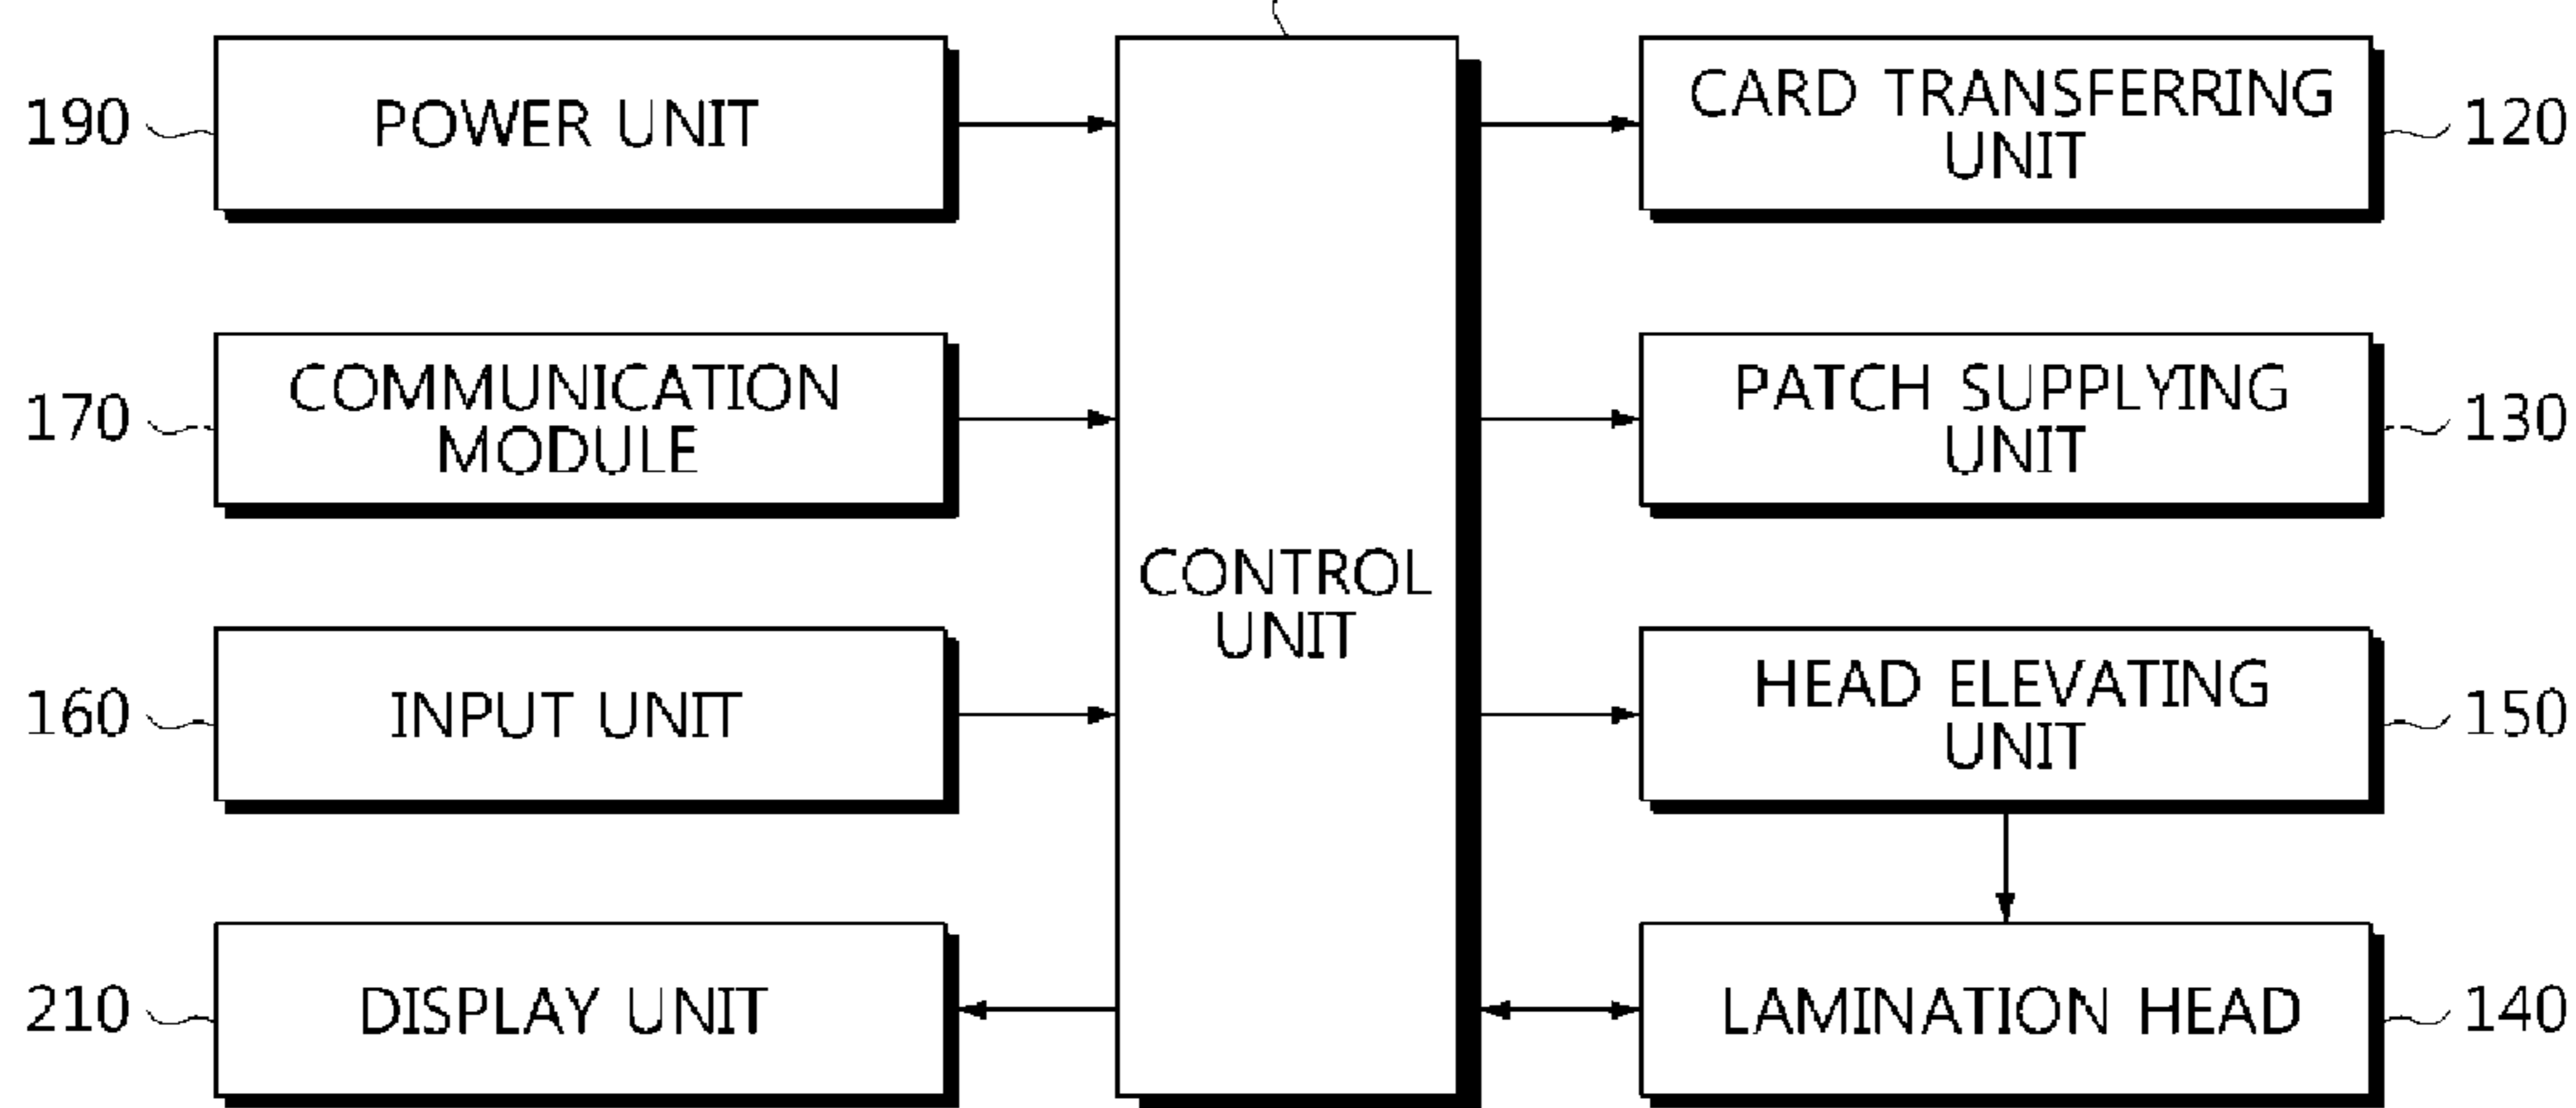 190 POWER UNIT
CARD TRANSFERRING
UNIT 120
170 COMMUNICATION
MODULE
PATCH SUPPLYING
UNIT 130
CONTROL
UNIT
160 INPUT UNIT
HEAD ELEVATING
UNIT 150
210 DISPLAY UNIT
LAMINATION HEAD 140